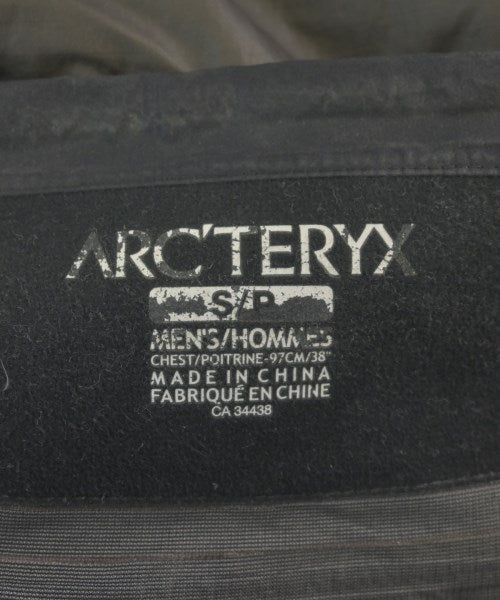 ARC'TERYX
S/P
MEN'S/HOMMES
CHEST/POITRINE-97CM/38"
MADE IN CHINA
FABRIQUÉ EN CHINE
CA 34438